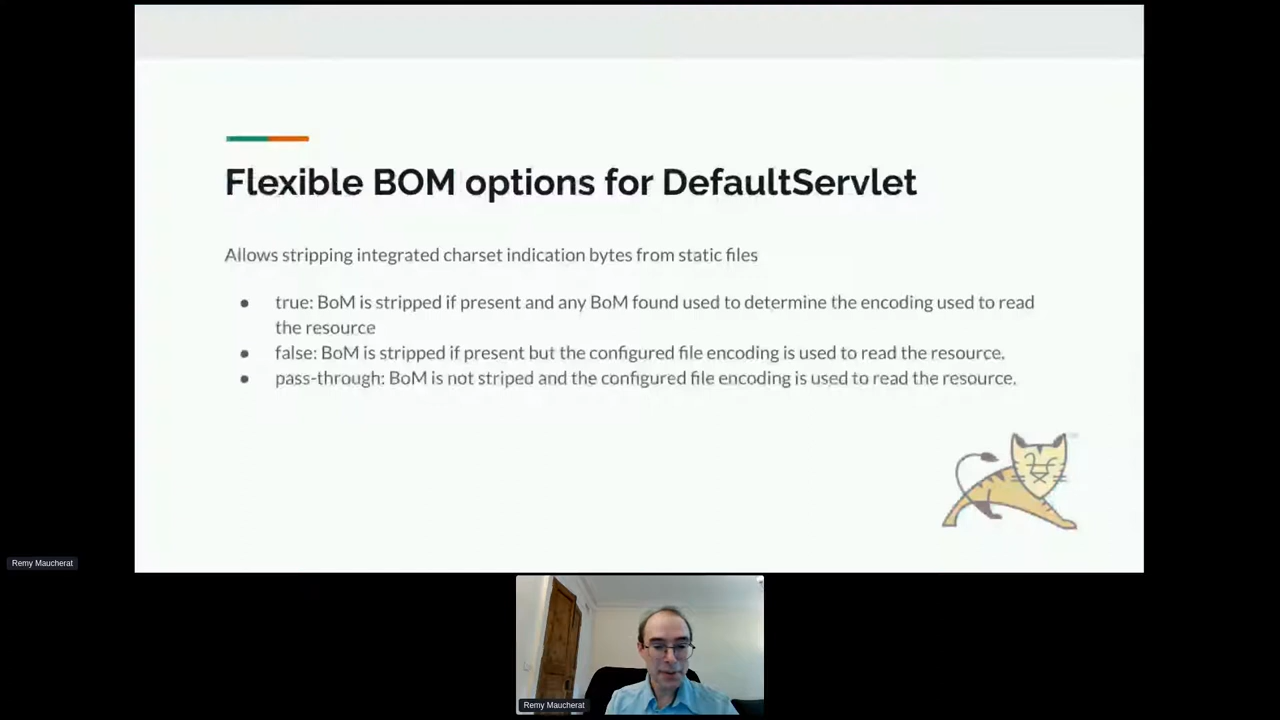 Flexible BOM options for DefaultServlet
Allows stripping integrated charset indication bytes from static files
● true: BoM is stripped if present and any BoM found used to determine the encoding used to read
the resource
● false: BoM is stripped if present but the configured file encoding is used to read the resource.
● pass-through: BoM is not striped and the configured file encoding is used to read the resource.
Remy Maucherat
Remy Maucherat